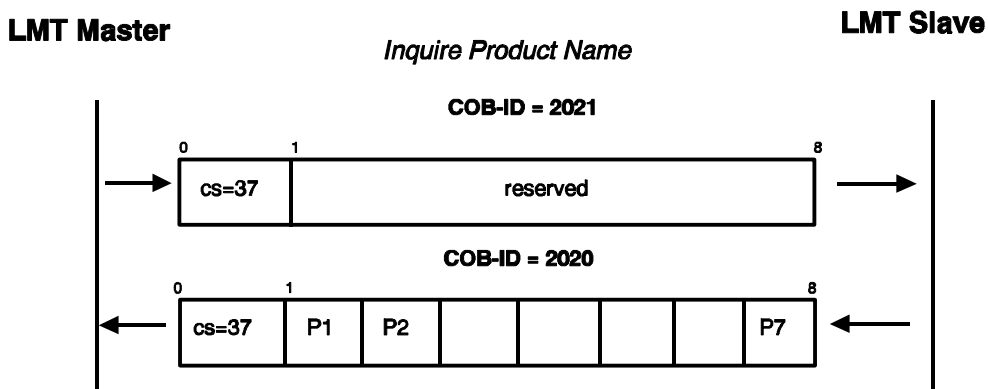 LMT Master
LMT Slave
Inquire Product Name
COB-ID = 2021
0 1 8
cs=37 reserved
COB-ID = 2020
0 1 8
cs=37 P1 P2 P7